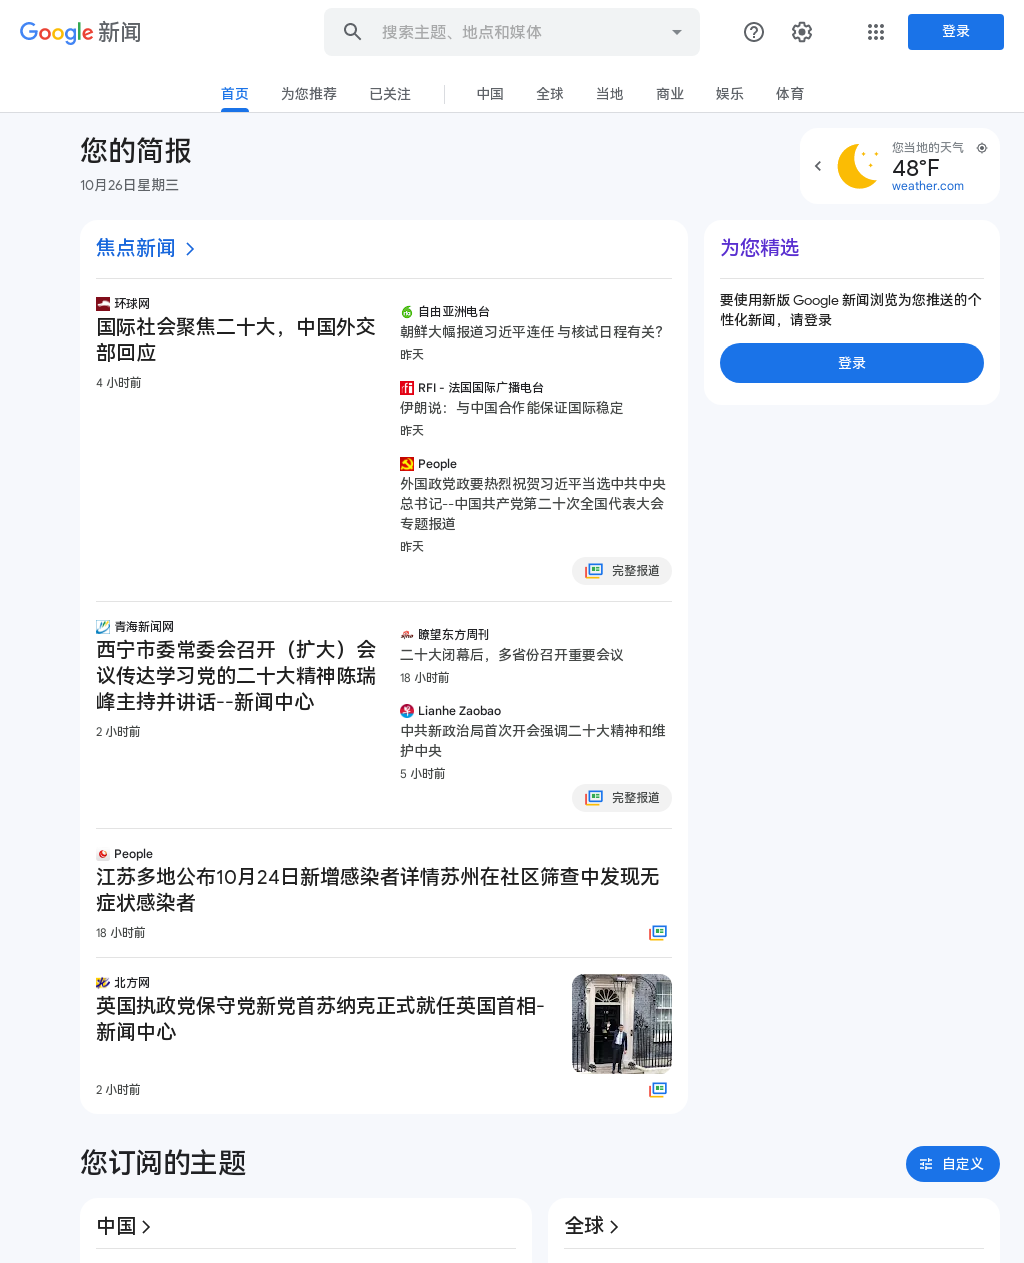 Google 新闻
搜索主题、地点和媒体
登录
首页
为您推荐
已关注
中国
全球
当地
商业
娱乐
体育
您的简报
10月26日星期三
您当地的天气
48°F
weather.com
焦点新闻
环球网
国际社会聚焦二十大，中国外交
部回应
4 小时前
自由亚洲电台
朝鲜大幅报道习近平连任 与核试日程有关？
昨天
RFI - 法国国际广播电台
伊朗说：与中国合作能保证国际稳定
昨天
People
外国政党政要热烈祝贺习近平当选中共中央
总书记--中国共产党第二十次全国代表大会
专题报道
昨天
完整报道
青海新闻网
西宁市委常委会召开（扩大）会
议传达学习党的二十大精神陈瑞
峰主持并讲话--新闻中心
2 小时前
瞭望东方周刊
二十大闭幕后，多省份召开重要会议
18 小时前
Lianhe Zaobao
中共新政治局首次开会强调二十大精神和维
护中央
5 小时前
完整报道
People
江苏多地公布10月24日新增感染者详情苏州在社区筛查中发现无
症状感染者
18 小时前
北方网
英国执政党保守党新党首苏纳克正式就任英国首相-
新闻中心
2 小时前
为您精选
要使用新版 Google 新闻浏览为您推送的个
性化新闻，请登录
登录
您订阅的主题
自定义
中国
全球